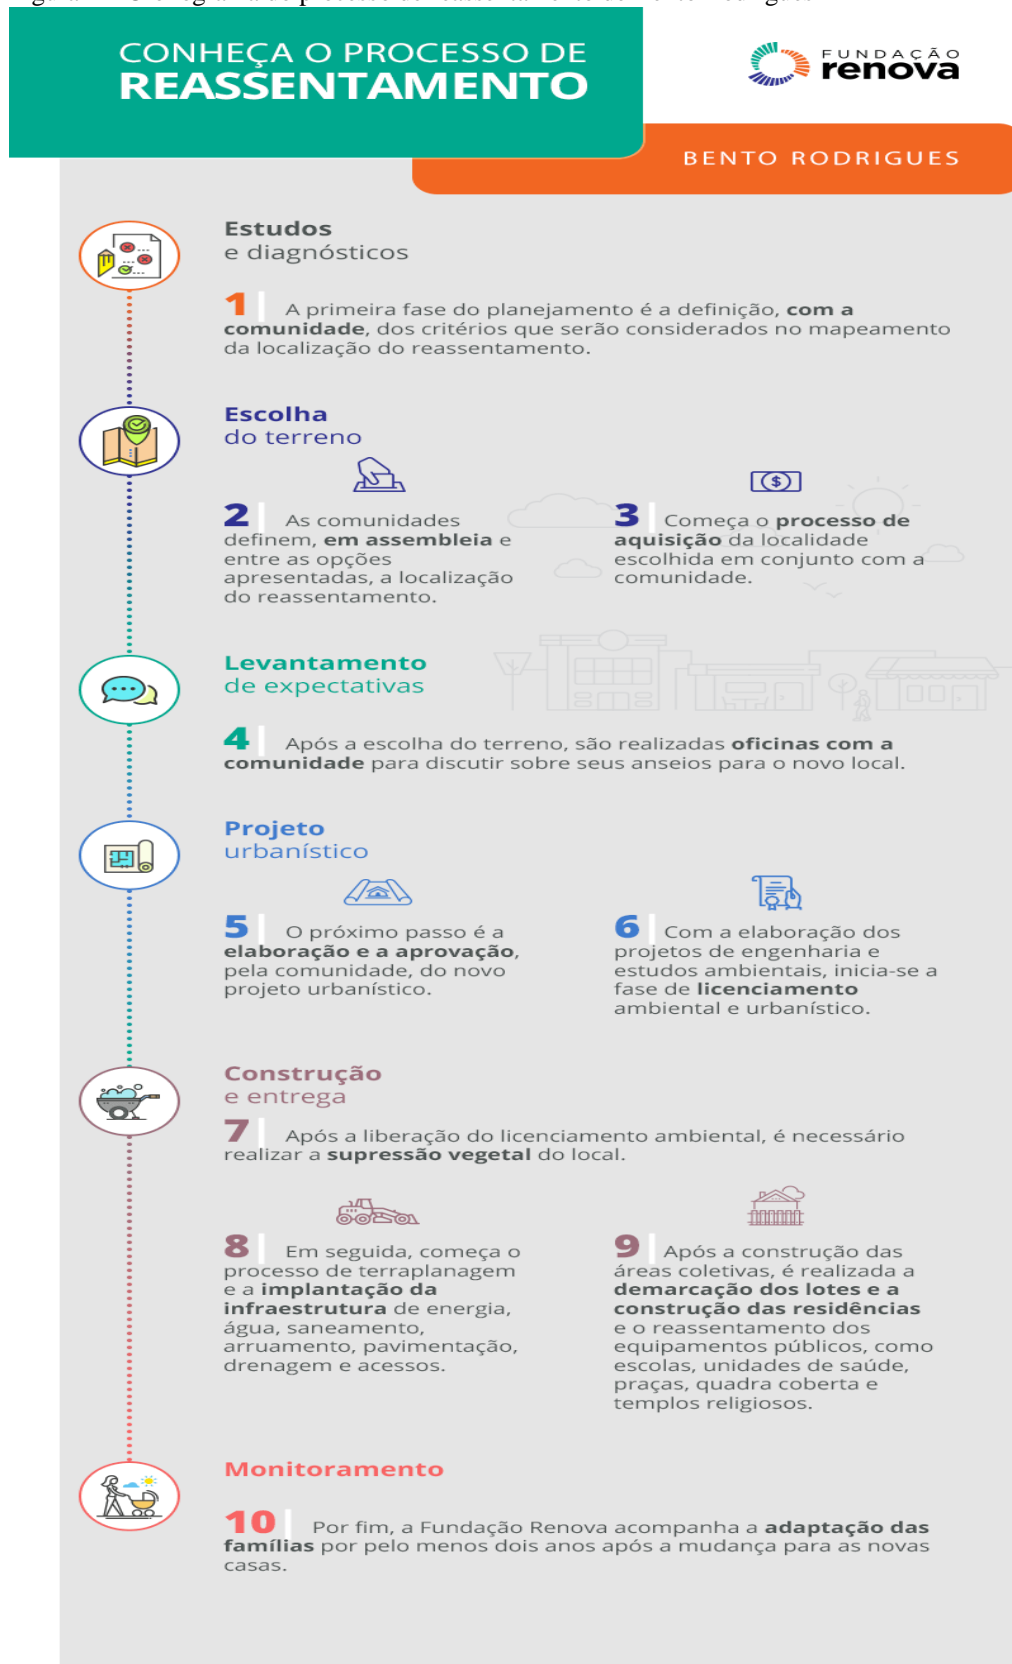 CONHEÇA O PROCESSO DE
REASSENTAMENTO
FUNDAÇÃO
renova
BENTO RODRIGUES
Estudos
e diagnósticos
1 A primeira fase do planejamento é a definição, com a
comunidade, dos critérios que serão considerados no mapeamento
da localização do reassentamento.
Escolha
do terreno
2 As comunidades
definem, em assembleia e
entre as opções
apresentadas, a localização
do reassentamento.
3 Começa o processo de
aquisição da localidade
escolhida em conjunto com a
comunidade.
Levantamento
de expectativas
4 Após a escolha do terreno, são realizadas oficinas com a
comunidade para discutir sobre seus anseios para o novo local.
Projeto
urbanístico
5 O próximo passo é a
elaboração e a aprovação,
pela comunidade, do novo
projeto urbanístico.
6 Com a elaboração dos
projetos de engenharia e
estudos ambientais, inicia-se a
fase de licenciamento
ambiental e urbanístico.
Construção
e entrega
7 Após a liberação do licenciamento ambiental, é necessário
realizar a supressão vegetal do local.
8 Em seguida, começa o
processo de terraplanagem
e a implantação da
infraestrutura de energia,
água, saneamento,
arruamento, pavimentação,
drenagem e acessos.
9 Após a construção das
áreas coletivas, é realizada a
demarcação dos lotes e a
construção das residências
e o reassentamento dos
equipamentos públicos, como
escolas, unidades de saúde,
praças, quadra coberta e
templos religiosos.
Monitoramento
10 Por fim, a Fundação Renova acompanha a adaptação das
famílias por pelo menos dois anos após a mudança para as novas
casas.